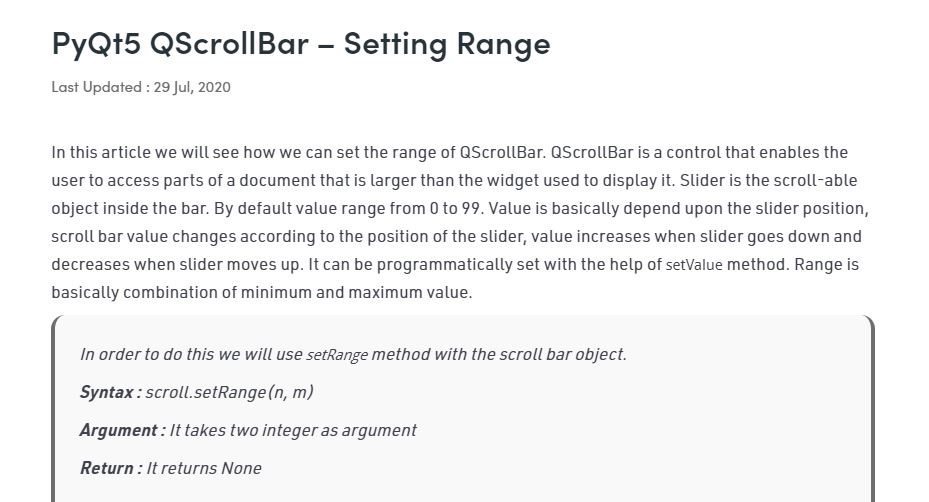 PyQt5 QScrollBar – Setting Range
Last Updated : 29 Jul, 2020
In this article we will see how we can set the range of QScrollBar. QScrollBar is a control that enables the
user to access parts of a document that is larger than the widget used to display it. Slider is the scroll-able
object inside the bar. By default value range from 0 to 99. Value is basically depend upon the slider position,
scroll bar value changes according to the position of the slider, value increases when slider goes down and
decreases when slider moves up. It can be programmatically set with the help of setValue method. Range is
basically combination of minimum and maximum value.
In order to do this we will use setRange method with the scroll bar object.
Syntax : scroll.setRange(n, m)
Argument : It takes two integer as argument
Return : It returns None